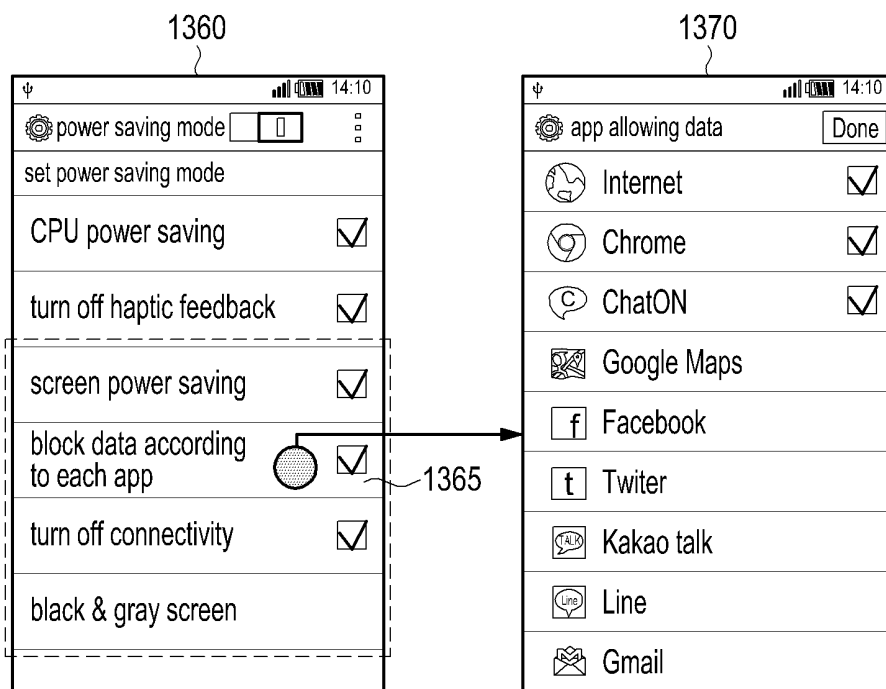 1360
14:10
power saving mode
set power saving mode
CPU power saving
turn off haptic feedback
screen power saving
block data according
to each app
1365
turn off connectivity
black & gray screen
1370
14:10
app allowing data
Done
Internet
Chrome
C
ChatON
Google Maps
f
Facebook
t
Twiter
TALK
Kakao talk
Line
Line
Gmail